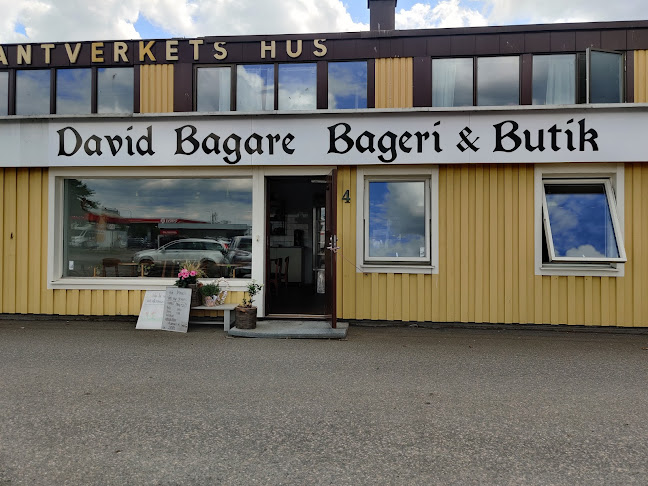 ANTVERKETS HUS
David Bagare Bageri & Butik
4